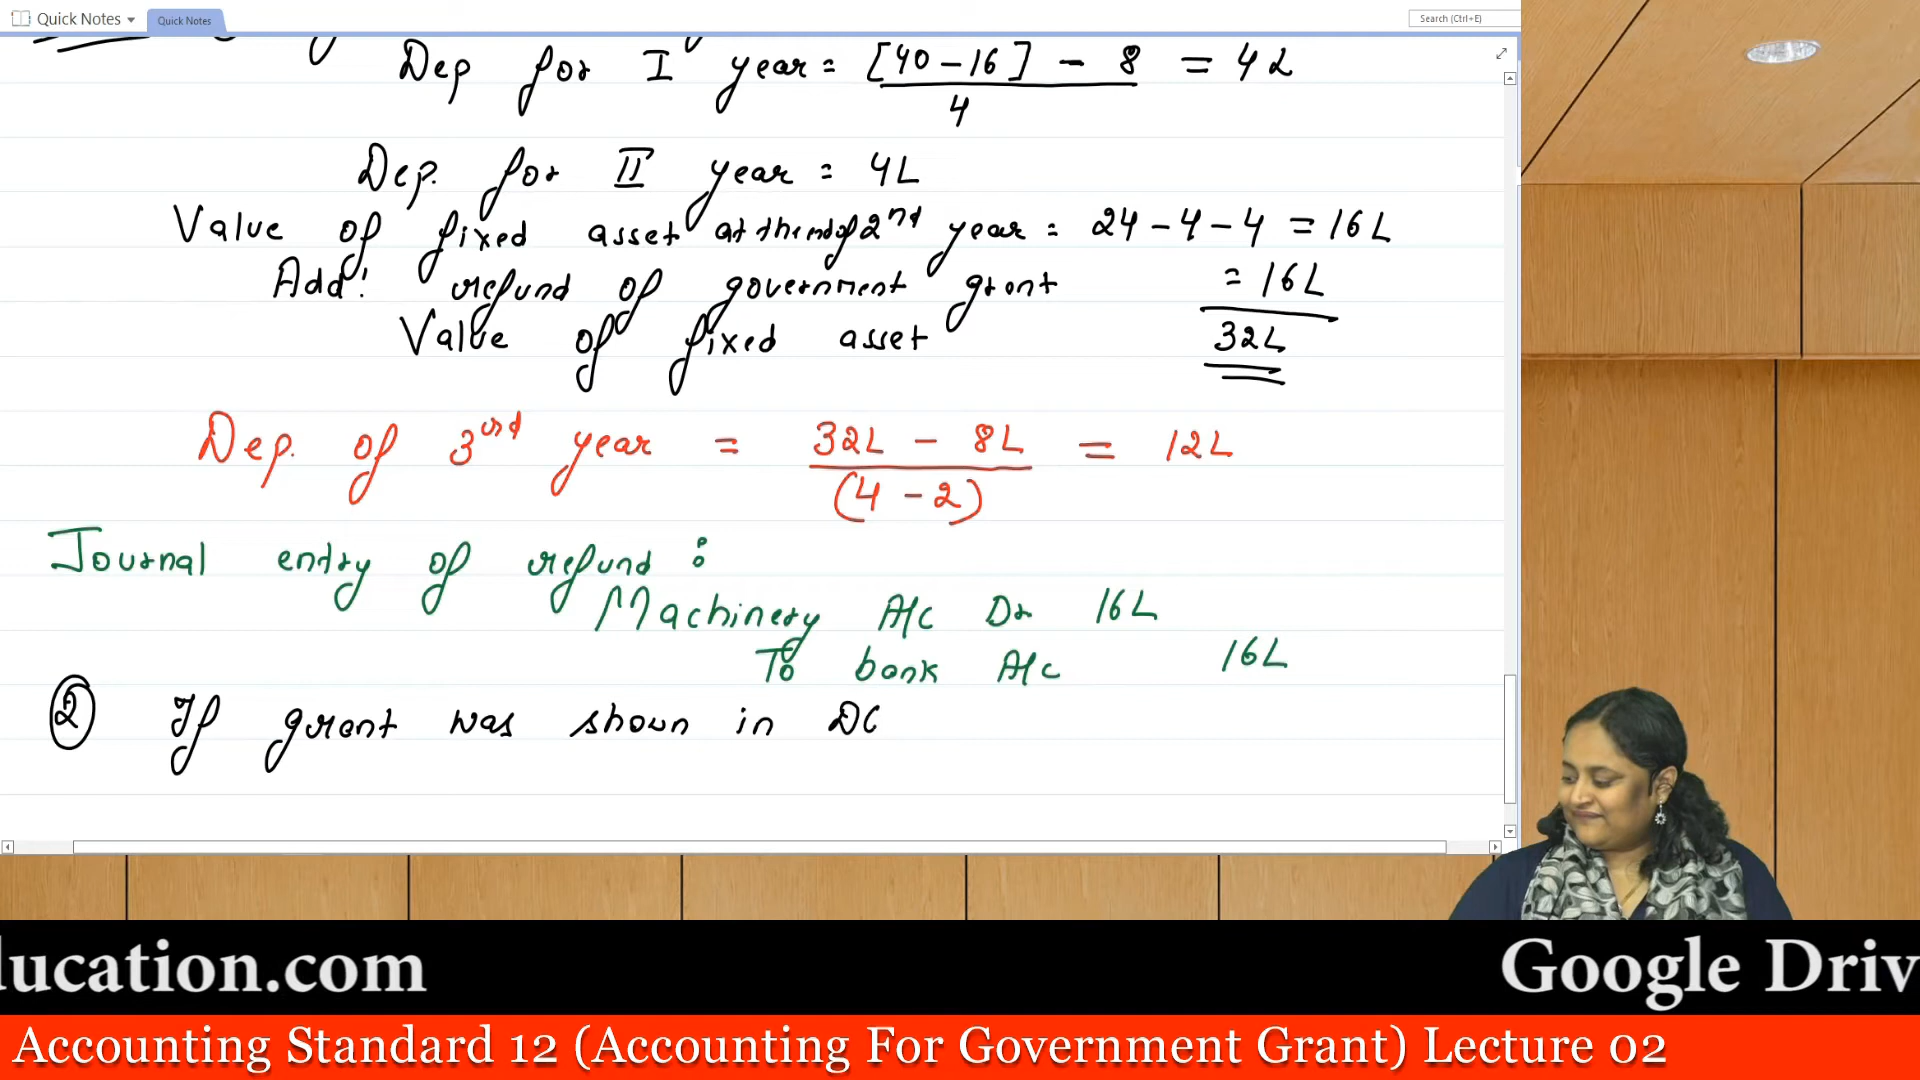 Quick Notes
Quick Notes
Search (Ctrl+E)
Dep for I year = [40 - 16] - 8 = 4L
4
Dep. for II year = 4L
Value of fixed asset at the end of 2nd year = 24 - 4 - 4 = 16L
Add: refund of government grant = 16L
Value of fixed asset 32L
Dep. of 3rd year = 32L - 8L = 12L
(4 - 2)
Journal entry of refund :
Machinery A/c Dr 16L
To bank A/c 16L
2 If grant was shown in DC
ducation.com Google Driv
Accounting Standard 12 (Accounting For Government Grant) Lecture 02